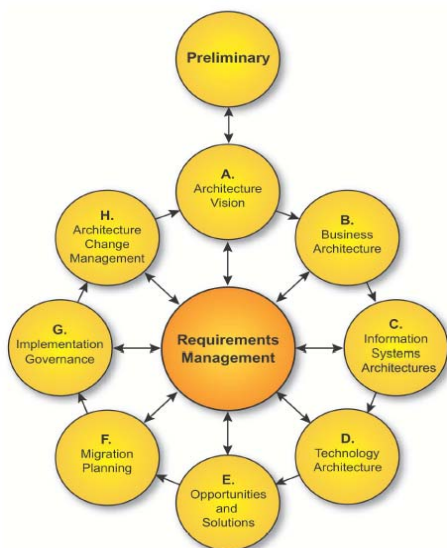 Preliminary
A.
Architecture
Vision
H.
Architecture
Change
Management
B.
Business
Architecture
G.
Implementation
Governance
Requirements
Management
C.
Information
Systems
Architectures
F.
Migration
Planning
D.
Technology
Architecture
E.
Opportunities
and
Solutions